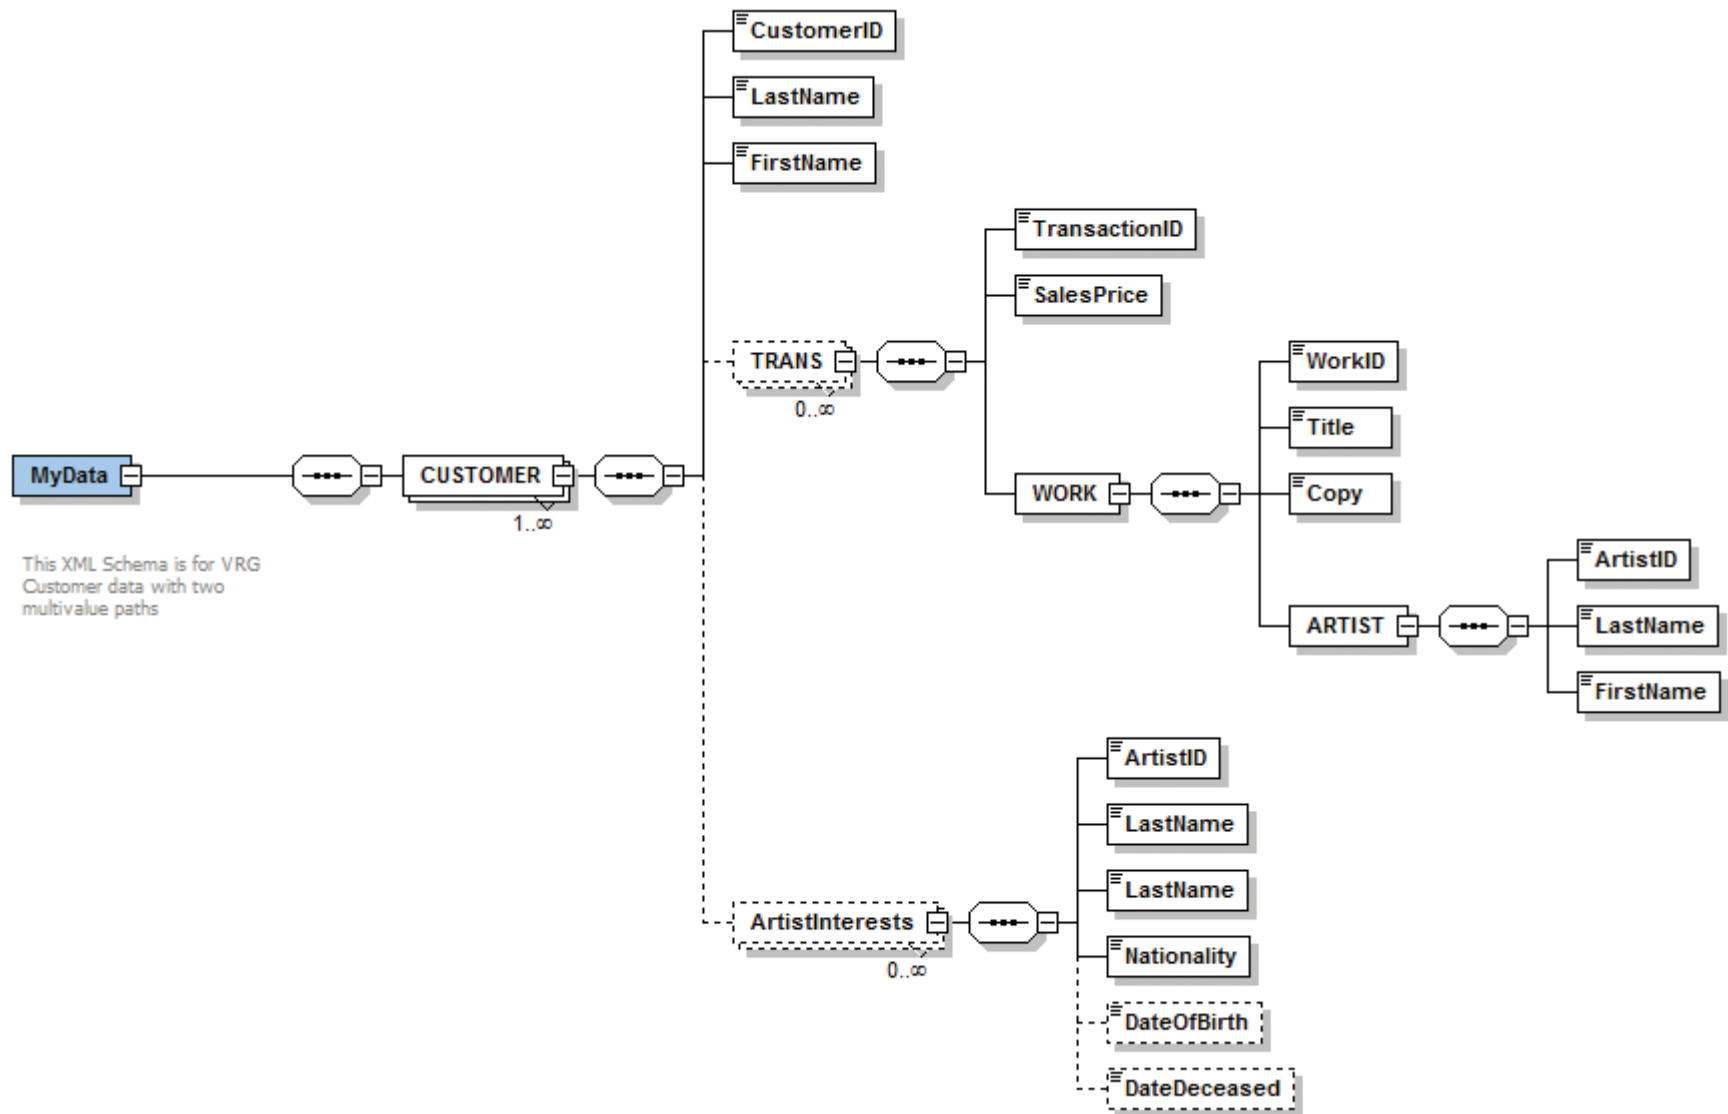 CustomerID
LastName
FirstName
TransactionID
SalesPrice
TRANS
0..∞
WorkID
Title
Copy
MyData
CUSTOMER
1..∞
WORK
This XML Schema is for VRG
Customer data with two
multivalue paths
ArtistID
ARTIST
LastName
FirstName
ArtistID
LastName
LastName
ArtistInterests
0..∞
Nationality
DateOfBirth
DateDeceased